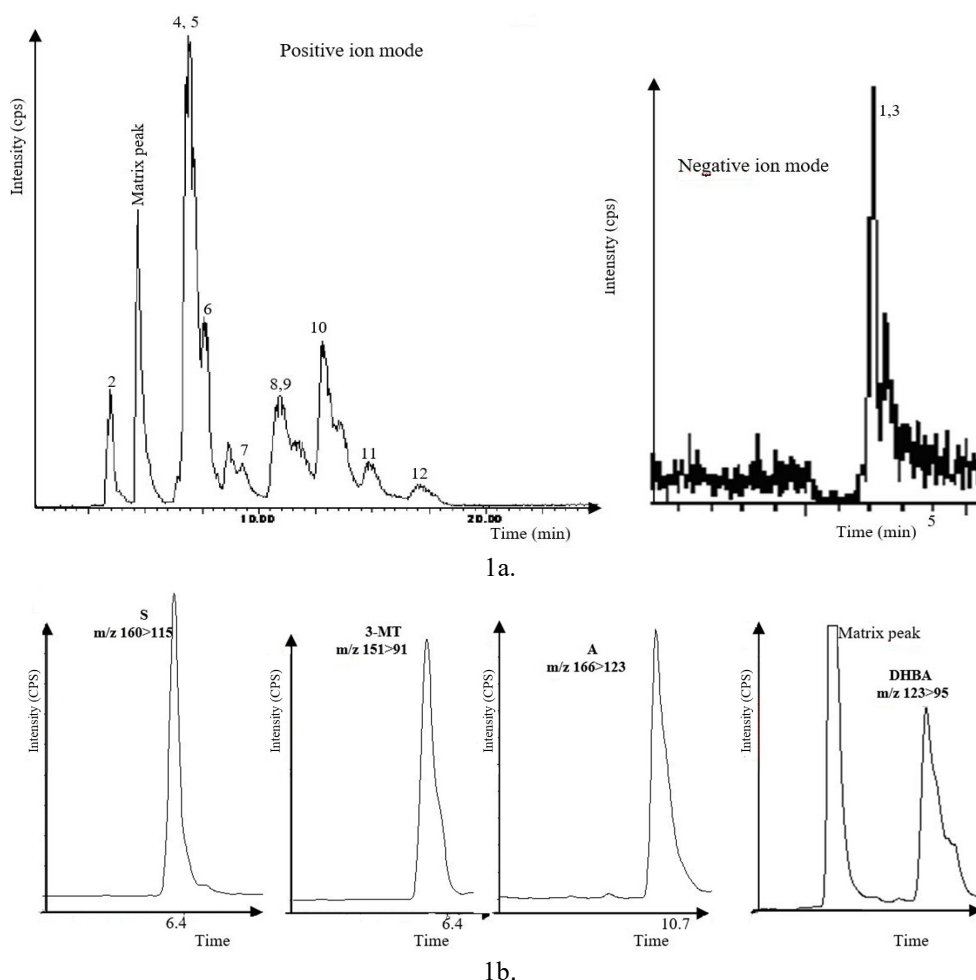 4, 5
Positive ion mode
Intensity (cps)
Matrix peak
2
6
7
8,9
10
11
12
10.00
20.00
Time (min)
1,3
Negative ion mode
Intensity (cps)
5
Time (min)
1a.
S
m/z 160>115
Intensity (CPS)
6.4
Time
3-MT
m/z 151>91
Intensity (CPS)
6.4
Time
A
m/z 166>123
Intensity (CPS)
10.7
Time
Matrix peak
DHBA
m/z 123>95
Intensity (CPS)
Time
1b.